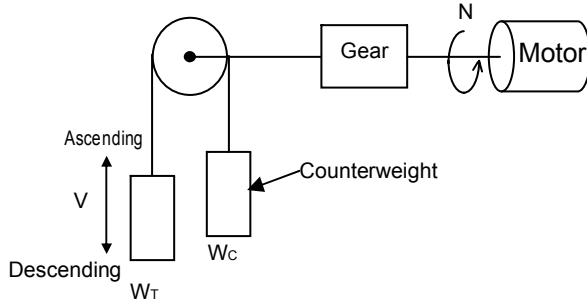 N
Gear
Motor
Ascending
V
Counterweight
Descending
WC
WT